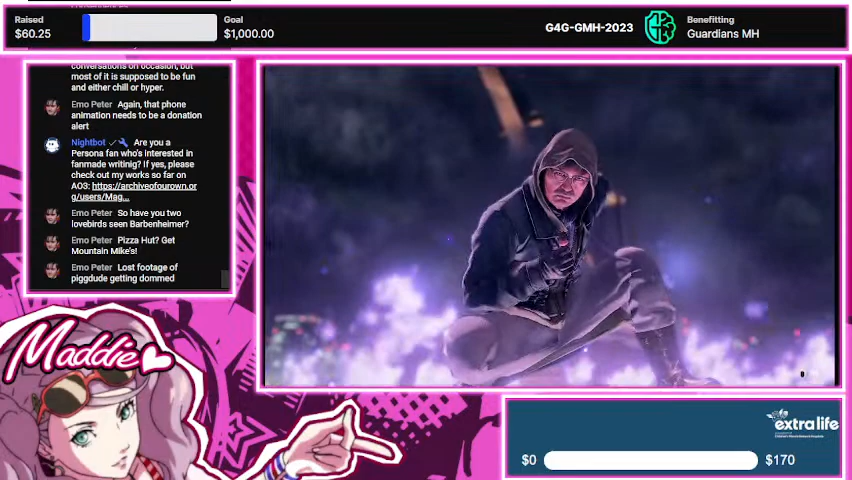 Raised
$60.25
Goal
$1,000.00
G4G-GMH-2023
Benefitting
Guardians MH
conversations on occasion, but
most of it is supposed to be fun
and either chill or hyper.
Emo Peter Again, that phone
animation needs to be a donation
alert
Nightbot Are you a
Persona fan who's interested in
fanmade writinig? If yes, please
check out my works so far on
AO3: https://archiveofourown.or
g/users/Mag...
Emo Peter So have you two
lovebirds seen Barbenheimer?
Emo Peter Pizza Hut? Get
Mountain Mike's!
Emo Peter Lost footage of
piggdude getting dommed
Maddie
extralife
$0
$170